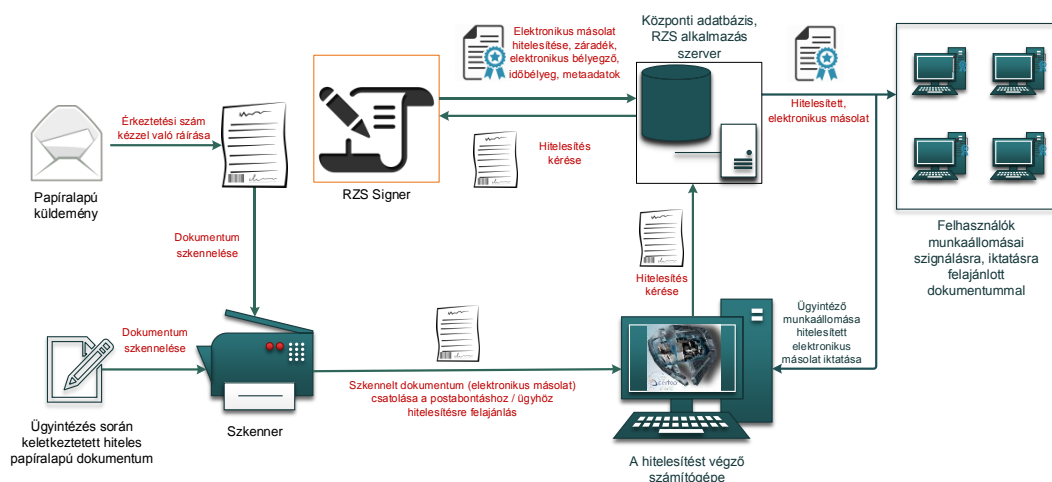 Elektronikus másolat
hitelesítése, záradék,
elektronikus bélyegző,
időbélyeg, metaadatok
Központi adatbázis,
RZS alkalmazás
szerver
Érkeztetési szám
kézzel való ráírása
Hitelesítés
kérése
Hitelesített,
elektronikus másolat
Papíralapú
küldemény
RZS Signer
Felhasználók
munkaállomásai
szignálásra, iktatásra
felajánlott
dokumentummal
Dokumentum
szkennelése
Hitelesítés
kérése
Ügyintéző
munkaállomása
hitelesített
elektronikus
másolat iktatása
Dokumentum
szkennelése
Szkennelt dokumentum (elektronikus másolat)
csatolása a postabontáshoz / ügyhöz
hitelesítésre felajánlás
Szkenner
Ügyintézés során
keletkeztetett hiteles
papíralapú dokumentum
A hitelesítést végző
számítógépe